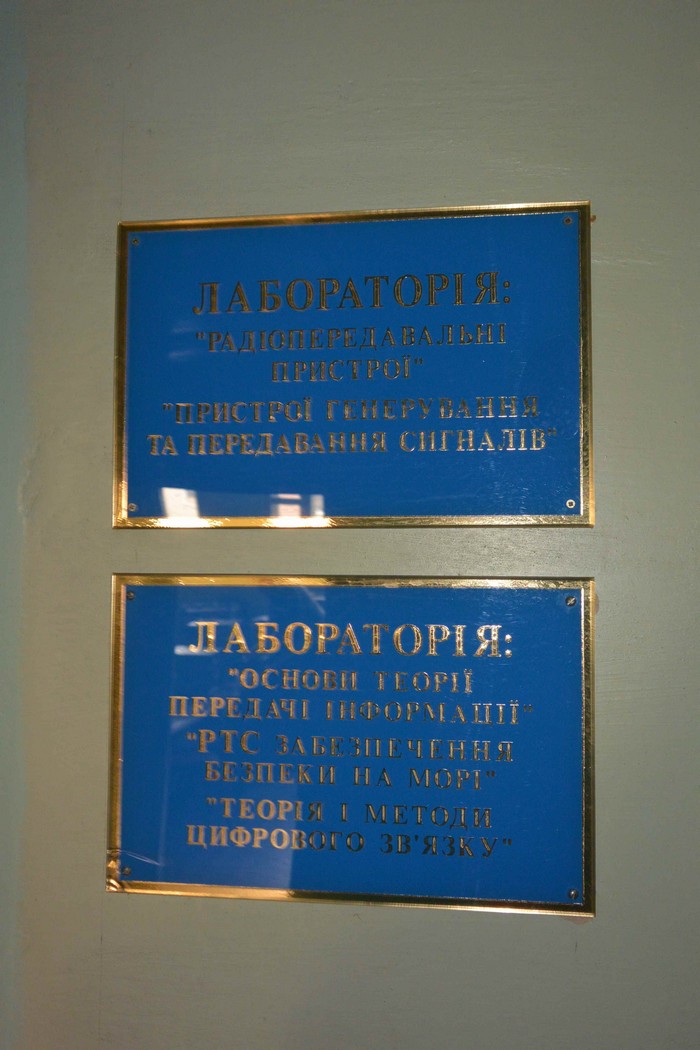 ЛАБОРАТОРІЯ:
"РАДІОПЕРЕДАВАЛЬНІ
ПРИСТРОЇ"
"ПРИСТРОЇ ГЕНЕРУВАННЯ
ТА ПЕРЕДАВАННЯ СИГНАЛІВ"
ЛАБОРАТОРІЯ:
"ОСНОВИ ТЕОРІЇ
ПЕРЕДАЧІ ІНФОРМАЦІЇ"
"РТС ЗАБЕЗПЕЧЕННЯ
БЕЗПЕКИ НА МОРІ"
"ТЕОРІЯ І МЕТОДИ
ЦИФРОВОГО ЗВ'ЯЗКУ"